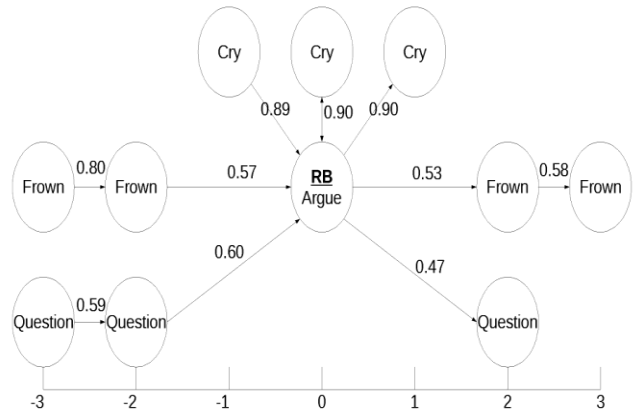 Cry Cry Cry
0.89 0.90 0.90
Frown 0.80 Frown 0.57 RB 0.53 Frown 0.58 Frown
Argue
0.60 0.47
Question 0.59 Question Question
-3 -2 -1 0 1 2 3